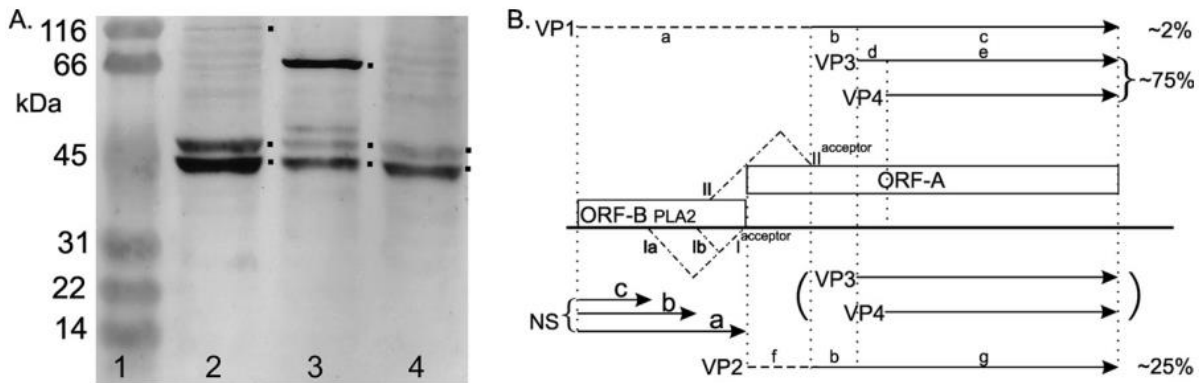 A.
116
66
kDa
45
31
22
14
1 2 3 4
B.
VP1 a b c ~2%
VP3 d e
~75%
VP4
II II acceptor
ORF-A
ORF-B PLA2
Ia Ib I acceptor
VP3
c
NS b VP4
a
VP2 f b g ~25%